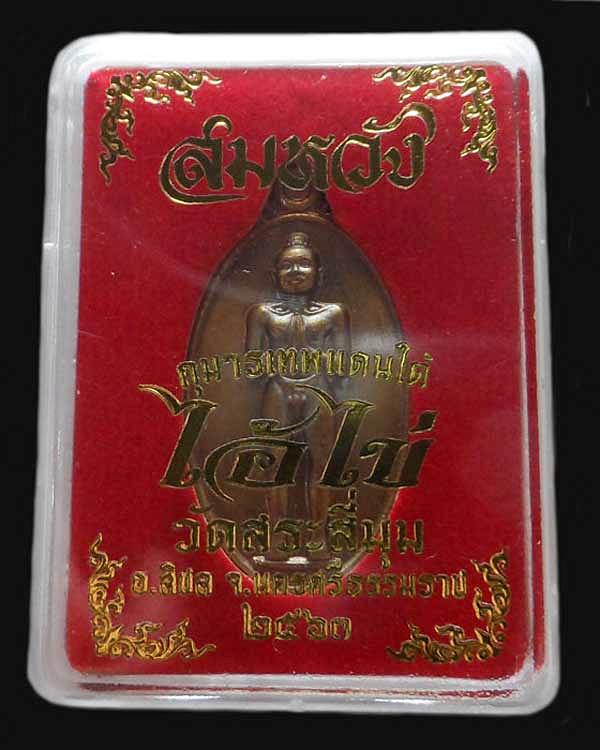 สมหวัง
กุมารเทพแดนใต้
ไอ้ไข่
วัดสระสี่มุม
อ.สิชล จ.นครศรีธรรมราช
๒๕๖๓